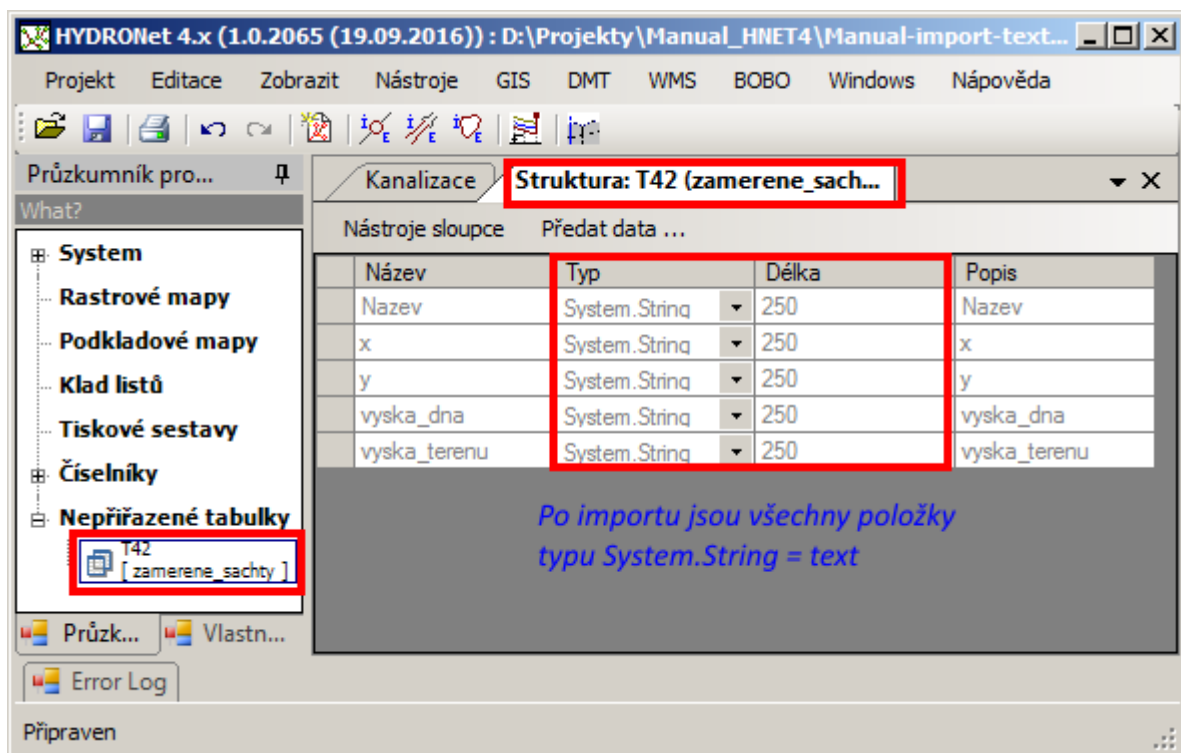 HYDRONet 4.x (1.0.2065 (19.09.2016)) : D:\Projekty\Manual_HNET4\Manual-import-text...
Projekt Editace Zobrazit Nástroje GIS DMT WMS BOBO Windows Nápověda
Průzkumník pro...
What?
System
Rastrové mapy
Podkladové mapy
Klad listů
Tiskové sestavy
Číselníky
Nepřiřazené tabulky
T42
[ zamerene_sachty ]
Průzk... Vlastn...
Kanalizace Struktura: T42 (zamerene_sach...
Nástroje sloupce Předat data ...
Název Typ Délka Popis
Nazev System.String 250 Nazev
x System.String 250 x
y System.String 250 y
vyska_dna System.String 250 vyska_dna
vyska_terenu System.String 250 vyska_terenu
Po importu jsou všechny položky
typu System.String = text
Error Log
Připraven